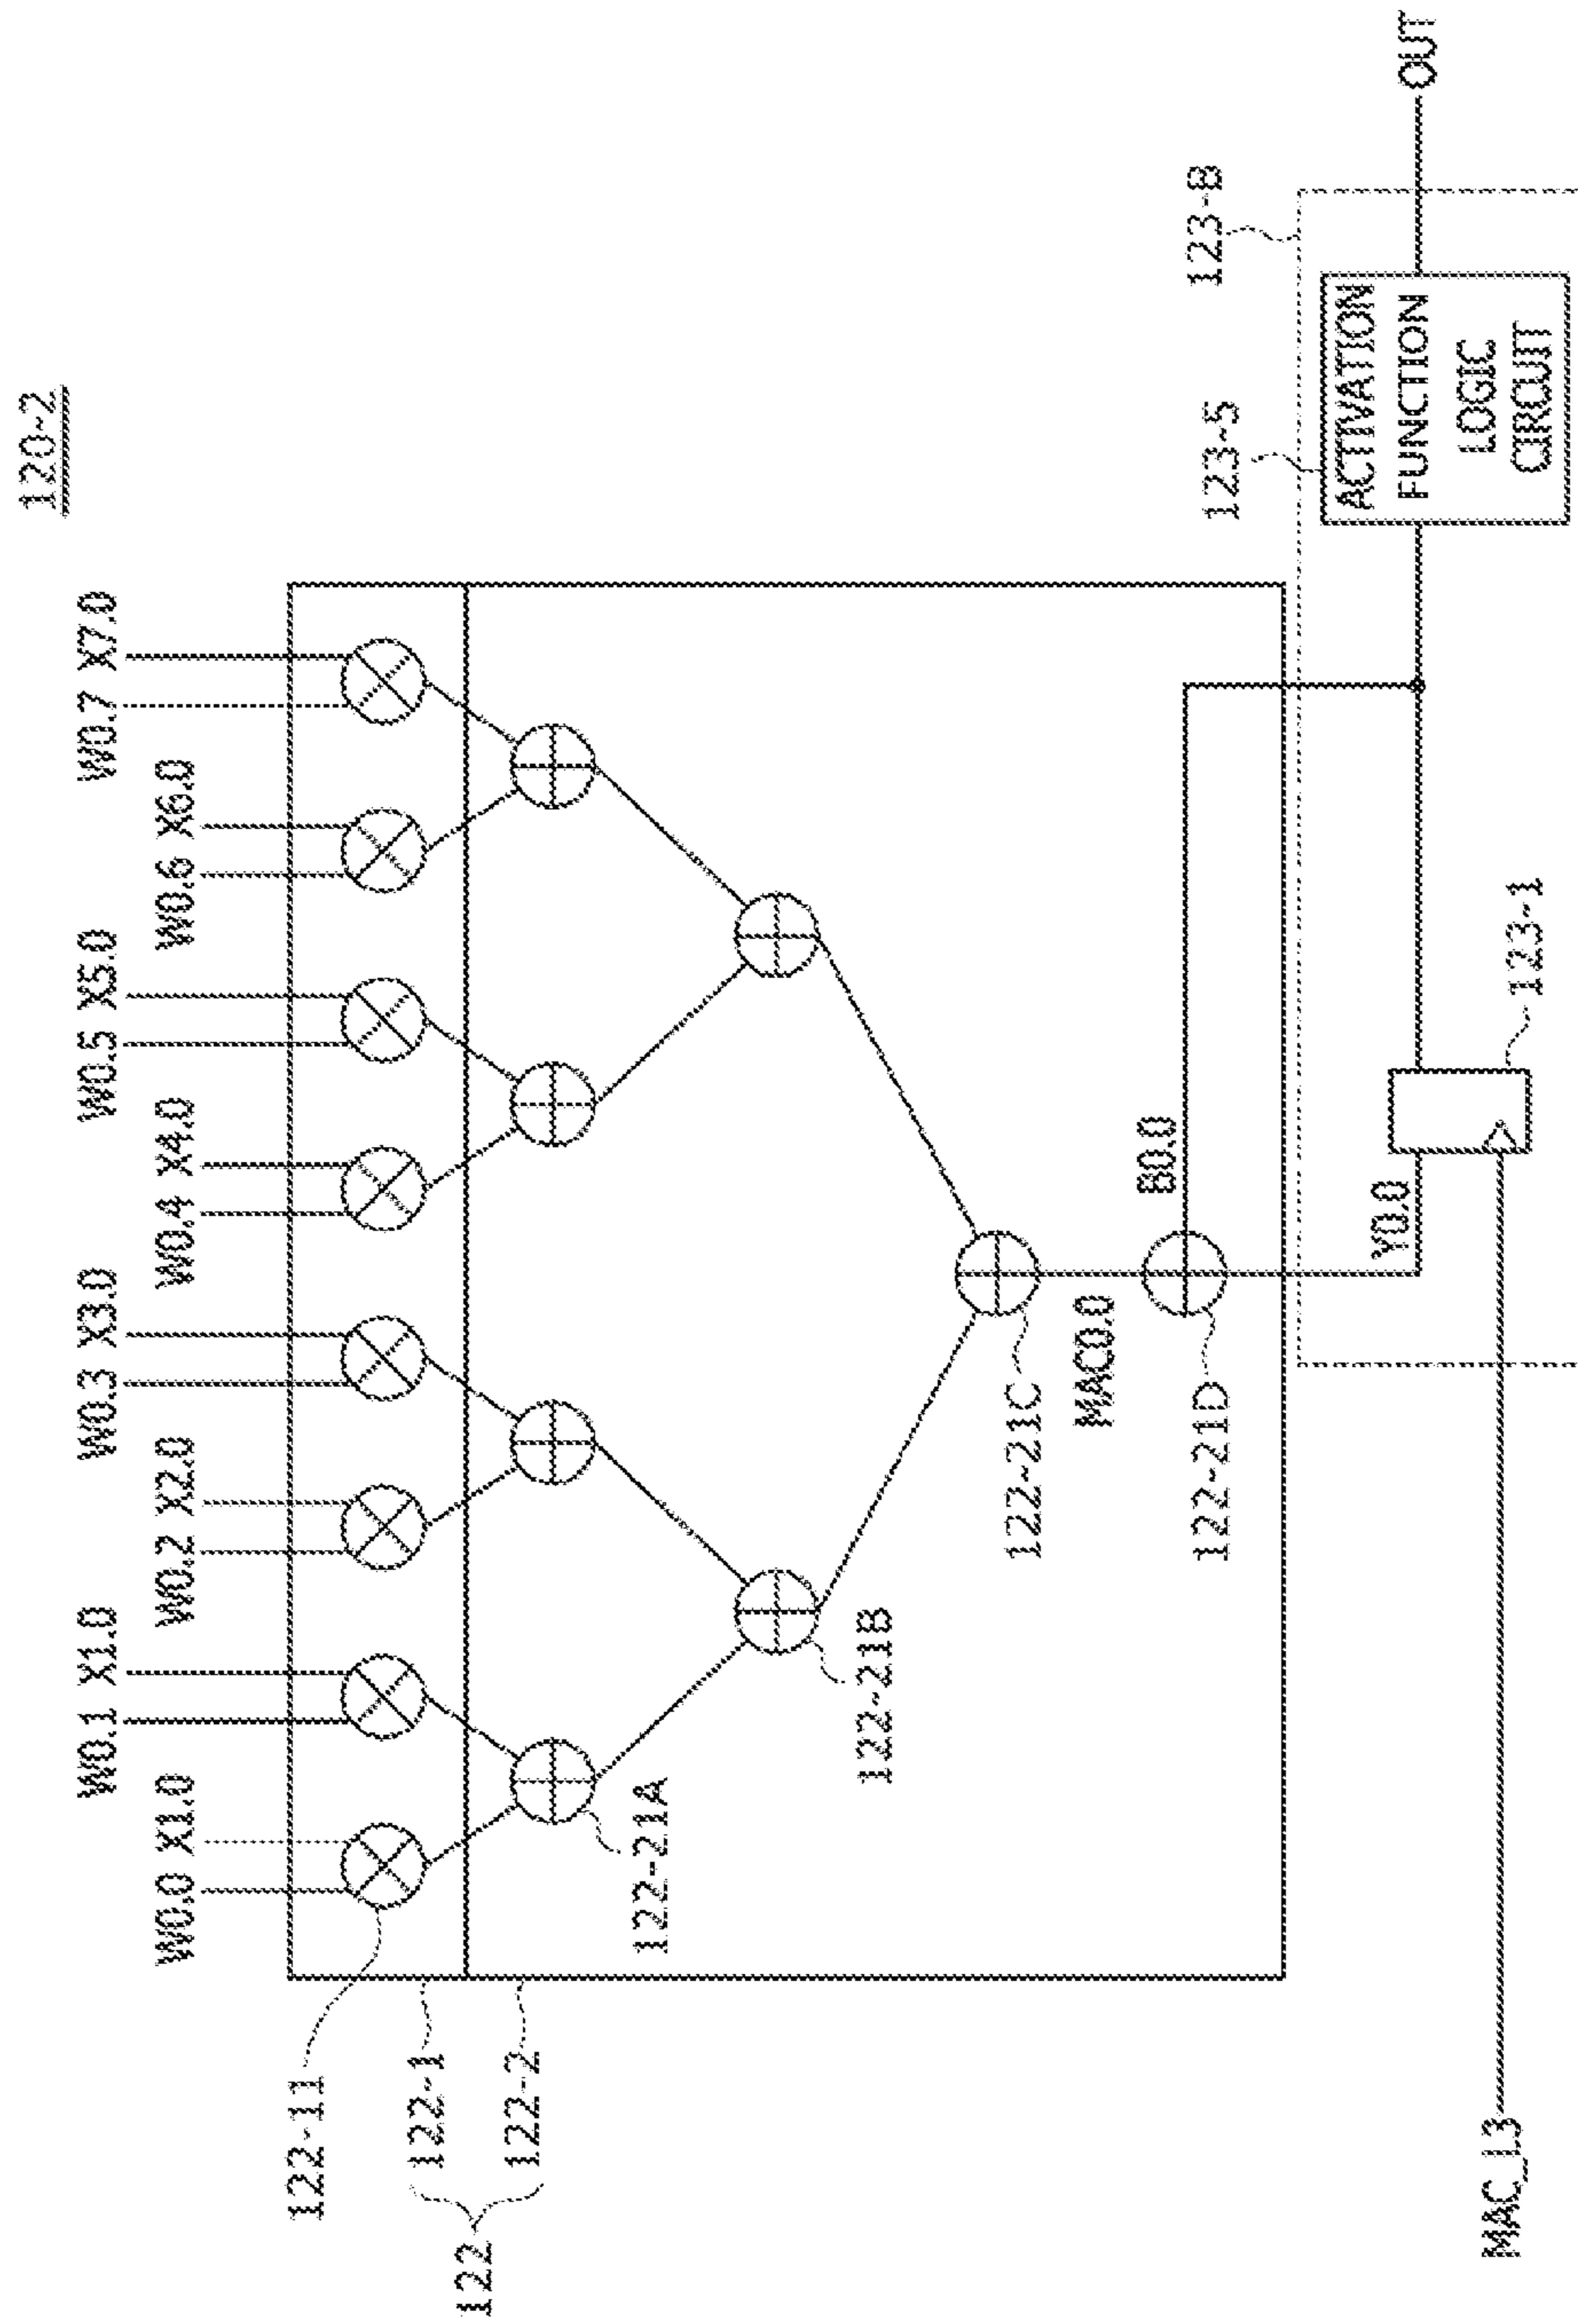 120-2
W0.0 X1.0
W0.1 X1.0
W0.2 X2.0
W0.3 X3.0
W0.4 X4.0
W0.5 X5.0
W0.6 X6.0
W0.7 X7.0
122-11
122-1
122
122-2
122-21A
122-21B
122-21C
MAC0.0
B0.0
122-21D
123-B
123-5
Y0.0
ACTIVATION
FUNCTION
LOGIC
CIRCUIT
OUT
MAC_L3
123-1